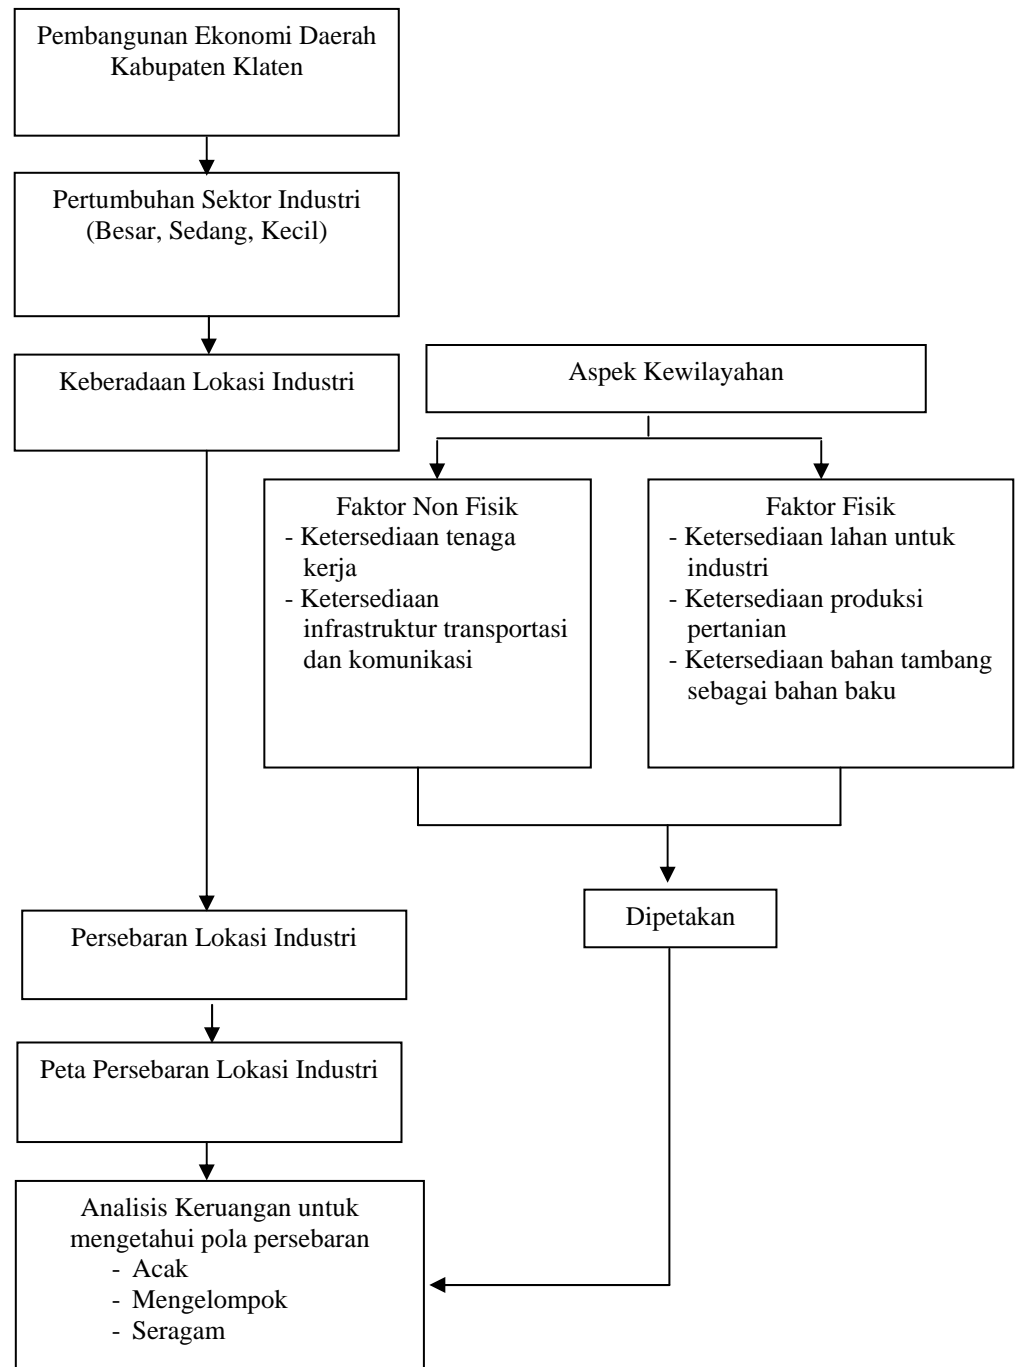 Pembangunan Ekonomi Daerah
Kabupaten Klaten
Pertumbuhan Sektor Industri
(Besar, Sedang, Kecil)
Keberadaan Lokasi Industri
Aspek Kewilayahan
Faktor Non Fisik
- Ketersediaan tenaga
kerja
- Ketersediaan
infrastruktur transportasi
dan komunikasi
Faktor Fisik
- Ketersediaan lahan untuk
industri
- Ketersediaan produksi
pertanian
- Ketersediaan bahan tambang
sebagai bahan baku
Persebaran Lokasi Industri
Dipetakan
Peta Persebaran Lokasi Industri
Analisis Keruangan untuk
mengetahui pola persebaran
- Acak
- Mengelompok
- Seragam